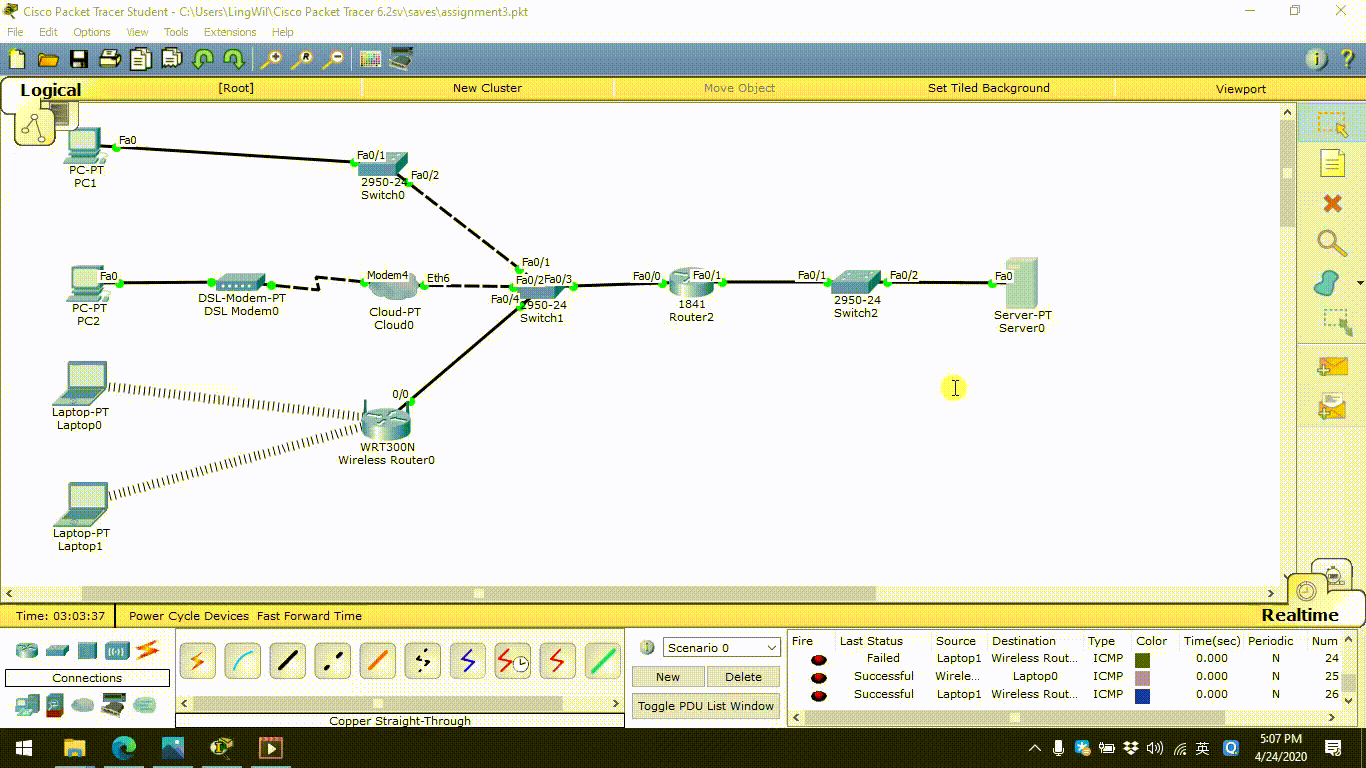 Cisco Packet Tracer Student - C:\Users\LingWil\Cisco Packet Tracer 6.2sv\saves\assignment3.pkt
File Edit Options View Tools Extensions Help
Logical [Root] New Cluster Move Object Set Tiled Background Viewport
Fa0
Fa0/1
PC-PT
PC1
Fa0/2
2950-24
Switch0
Fa0
PC-PT
PC2
DSL-Modem-PT
DSL Modem0
Modem4
Eth6
Cloud-PT
Cloud0
Fa0/1
Fa0/2
Fa0/3
Fa0/4
2950-24
Switch1
Fa0/0
Fa0/1
1841
Router2
Fa0/1
Fa0/2
2950-24
Switch2
Fa0
Server-PT
Server0
Laptop-PT
Laptop0
0/0
WRT300N
Wireless Router0
Laptop-PT
Laptop1
Time: 03:03:37 Power Cycle Devices Fast Forward Time
Realtime
Connections
Copper Straight-Through
Scenario 0
New Delete
Toggle PDU List Window
Fire Last Status Source Destination Type Color Time(sec) Periodic Num
Failed Laptop1 Wireless Rout... ICMP 0.000 N 24
Successful Wirele... Laptop0 ICMP 0.000 N 25
Successful Laptop1 Wireless Rout... ICMP 0.000 N 26
英
5:07 PM
4/24/2020